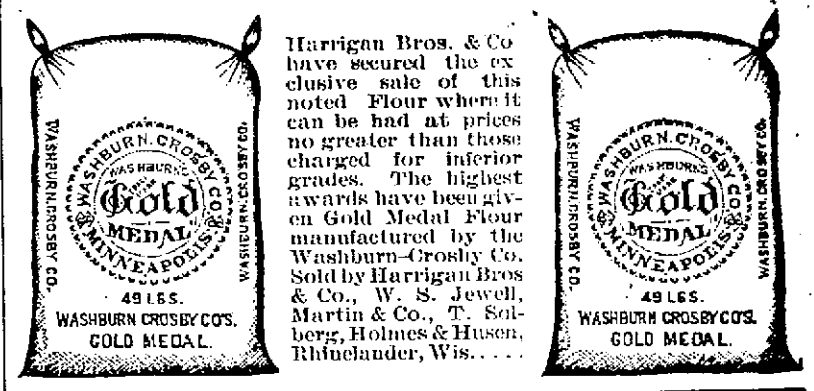 WASHBURN.CROSBY CO.
WASHBURN.CROSBY CO.
WASHBURN.CROSBY CO.
WASHBURN'S
Gold
MEDAL
MINNEAPOLIS
49 LBS.
WASHBURN CROSBY CO'S.
GOLD MEDAL.
Harrigan Bros. & Co
have secured the ex
clusive sale of this
noted Flour where it
can be had at prices
no greater than those
charged for inferior
grades. The highest
awards have been giv-
en Gold Medal Flour
manufactured by the
Washburn-Crosby Co.
Sold by Harrigan Bros
& Co., W. S. Jewell,
Martin & Co., T. Sol-
berg, Holmes & Husen,
Rhinelander, Wis.....
WASHBURN.CROSBY CO.
WASHBURN.CROSBY CO.
WASHBURN.CROSBY CO.
WASHBURN'S
Gold
MEDAL
MINNEAPOLIS
49 LBS.
WASHBURN CROSBY CO'S.
GOLD MEDAL.